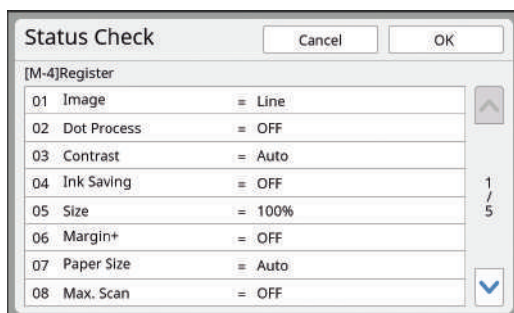 Status Check
Cancel
OK
[M-4]Register
01 Image = Line
02 Dot Process = OFF
03 Contrast = Auto
04 Ink Saving = OFF
05 Size = 100%
06 Margin+ = OFF
07 Paper Size = Auto
08 Max. Scan = OFF
1
/
5